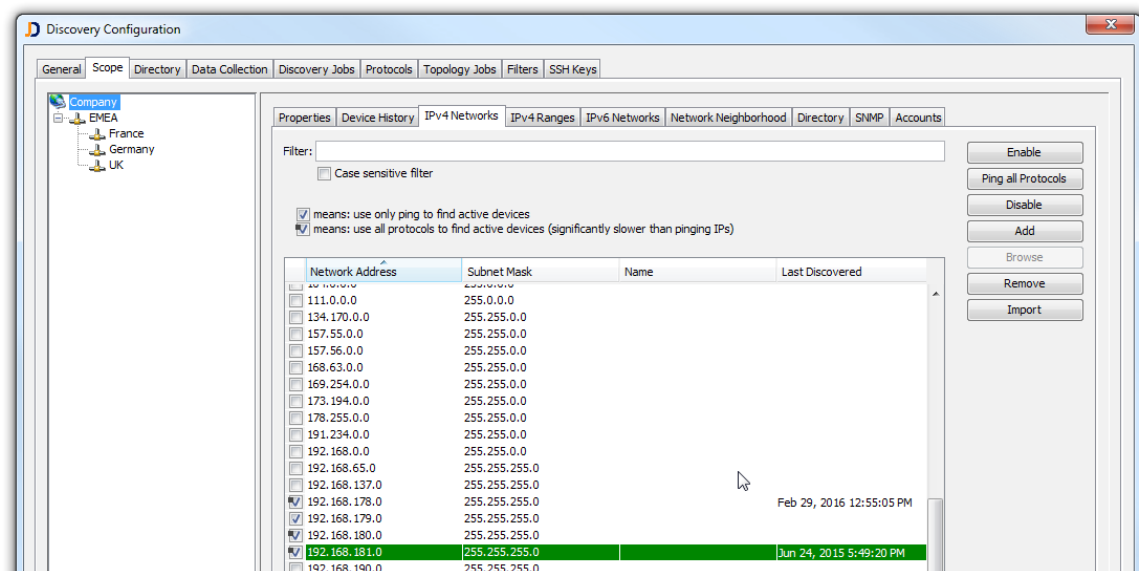 Discovery Configuration
General Scope Directory Data Collection Discovery Jobs Protocols Topology Jobs Filters SSH Keys
Company
EMEA
France
Germany
UK
Properties Device History IPv4 Networks IPv4 Ranges IPv6 Networks Network Neighborhood Directory SNMP Accounts
Filter:
Case sensitive filter
means: use only ping to find active devices
means: use all protocols to find active devices (significantly slower than pinging IPs)
Enable
Ping all Protocols
Disable
Add
Browse
Remove
Import
Network Address Subnet Mask Name Last Discovered
111.0.0.0 255.0.0.0
134.170.0.0 255.255.0.0
157.55.0.0 255.255.0.0
157.56.0.0 255.255.0.0
168.63.0.0 255.255.0.0
169.254.0.0 255.255.0.0
173.194.0.0 255.255.0.0
178.255.0.0 255.255.0.0
191.234.0.0 255.255.0.0
192.168.0.0 255.255.0.0
192.168.65.0 255.255.255.0
192.168.137.0 255.255.255.0
192.168.178.0 255.255.255.0 Feb 29, 2016 12:55:05 PM
192.168.179.0 255.255.255.0
192.168.180.0 255.255.255.0
192.168.181.0 255.255.255.0 Jun 24, 2015 5:49:20 PM
192.168.190.0 255.255.255.0